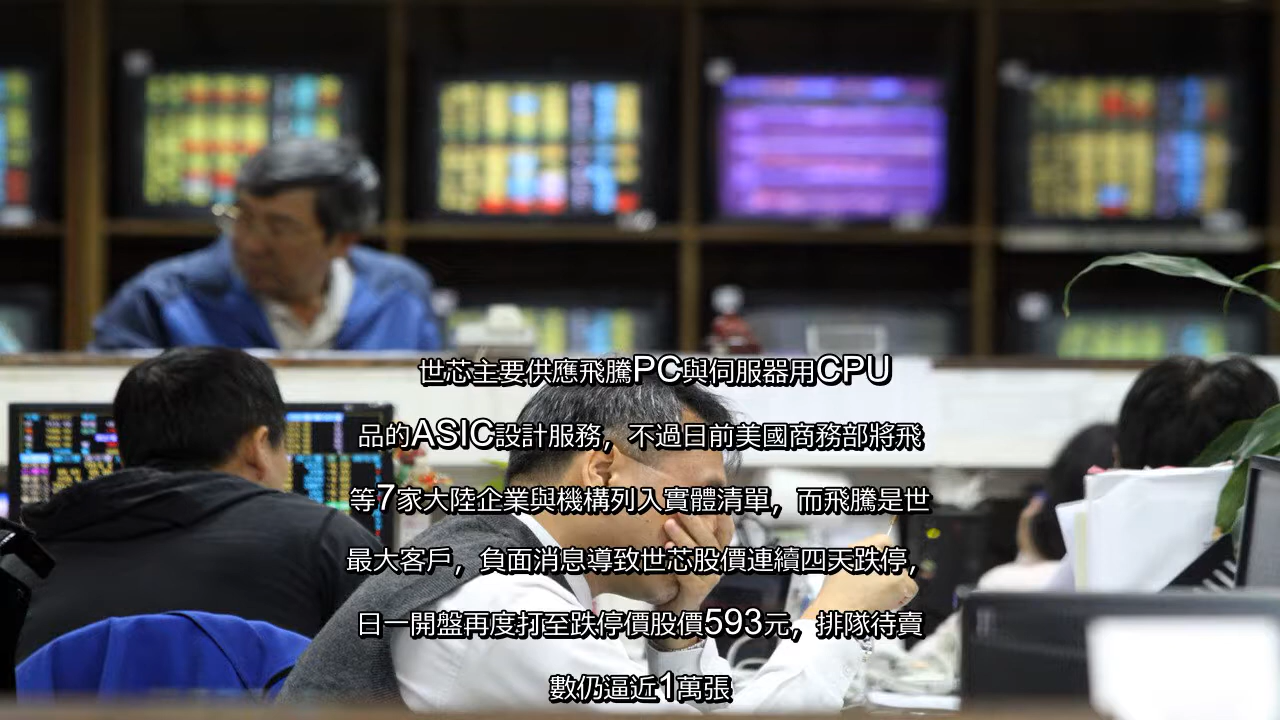 世芯主要供應飛騰PC與伺服器用CPU
品的ASIC設計服務，不過日前美國商務部將飛
等7家大陸企業與機構列入實體清單，而飛騰是世
最大客戶，負面消息導致世芯股價連續四天跌停，
日一開盤再度打至跌停價股價593元，排隊待賣
數仍逼近1萬張